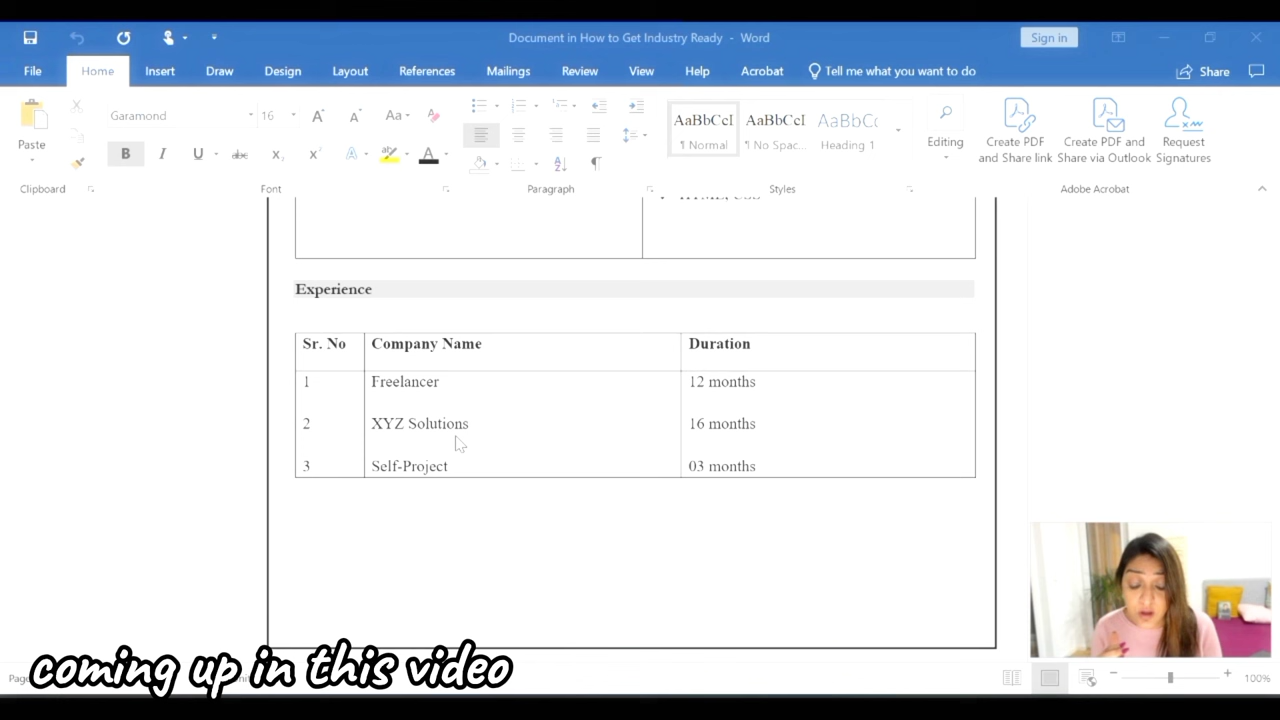 Document in How to Get Industry Ready - Word
Sign in
File Home Insert Draw Design Layout References Mailings Review View Help Acrobat Tell me what you want to do Share
Paste
Garamond 16
AaBbCcI AaBbCcI AaBbCc
¶ Normal ¶ No Spac... Heading 1
Editing
Create PDF and Share link
Create PDF and Share via Outlook
Request Signatures
Clipboard Font Paragraph Styles Adobe Acrobat
Experience
Sr. No Company Name Duration
1 Freelancer 12 months
2 XYZ Solutions 16 months
3 Self-Project 03 months
coming up in this video
100%